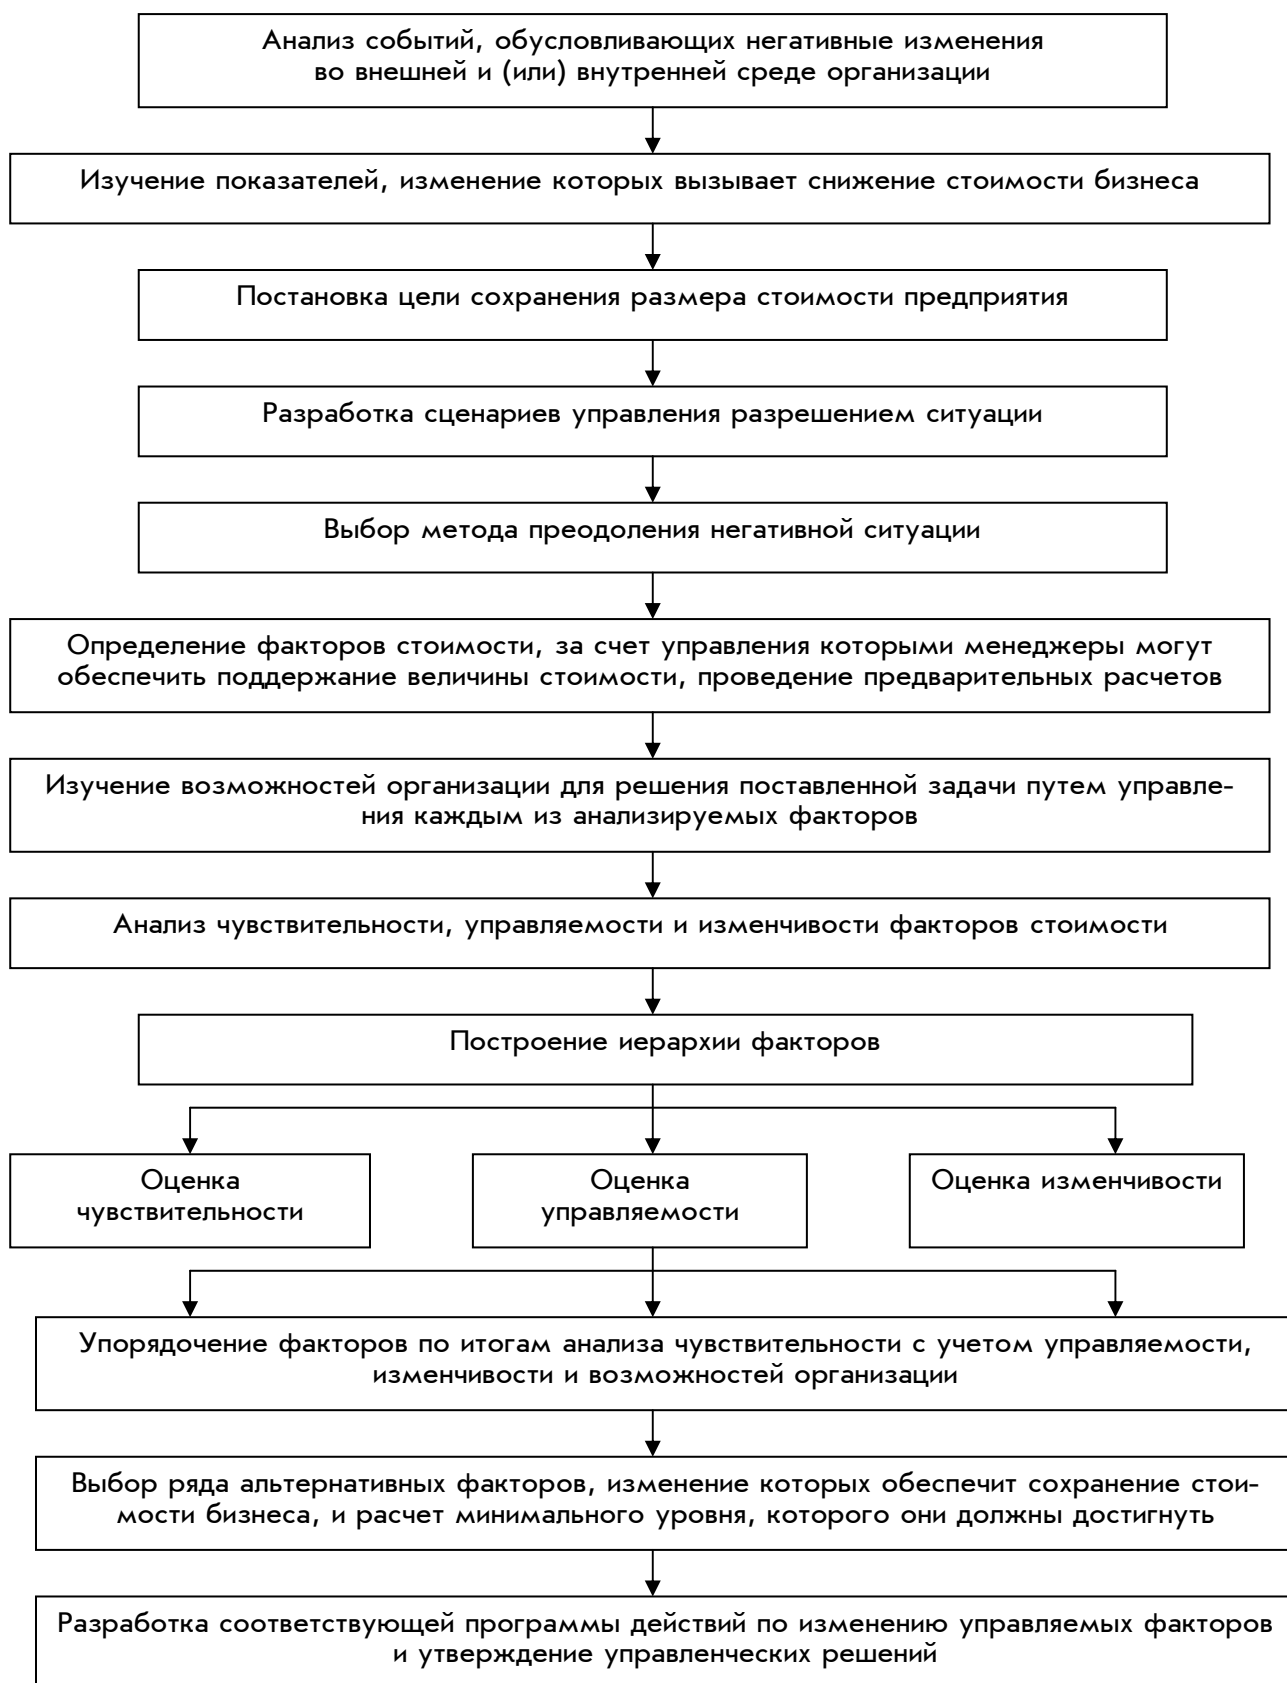 Анализ событий, обусловливающих негативные изменения
во внешней и (или) внутренней среде организации
Изучение показателей, изменение которых вызывает снижение стоимости бизнеса
Постановка цели сохранения размера стоимости предприятия
Разработка сценариев управления разрешением ситуации
Выбор метода преодоления негативной ситуации
Определение факторов стоимости, за счет управления которыми менеджеры могут
обеспечить поддержание величины стоимости, проведение предварительных расчетов
Изучение возможностей организации для решения поставленной задачи путем управле-
ния каждым из анализируемых факторов
Анализ чувствительности, управляемости и изменчивости факторов стоимости
Построение иерархии факторов
Оценка
чувствительности
Оценка
управляемости
Оценка изменчивости
Упорядочение факторов по итогам анализа чувствительности с учетом управляемости,
изменчивости и возможностей организации
Выбор ряда альтернативных факторов, изменение которых обеспечит сохранение стои-
мости бизнеса, и расчет минимального уровня, которого они должны достигнуть
Разработка соответствующей программы действий по изменению управляемых факторов
и утверждение управленческих решений